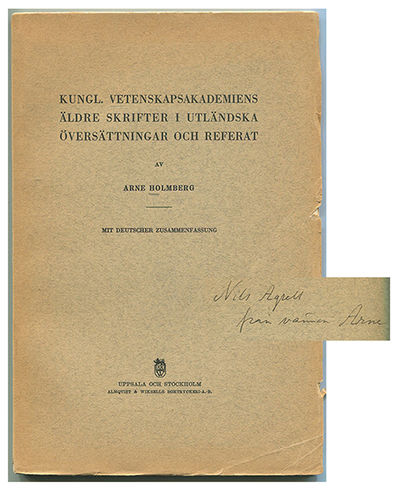 KUNGL. VETENSKAPSAKADEMIENS
ÄLDRE SKRIFTER I UTLÄNDSKA
ÖVERSÄTTNINGAR OCH REFERAT
AV
ARNE HOLMBERG
MIT DEUTSCHER ZUSAMMENFASSUNG
Nils Agrell
från vännen Arne
UPPSALA OCH STOCKHOLM
ALMQVIST & WIKSELLS BOKTRYCKERI-A.-B.